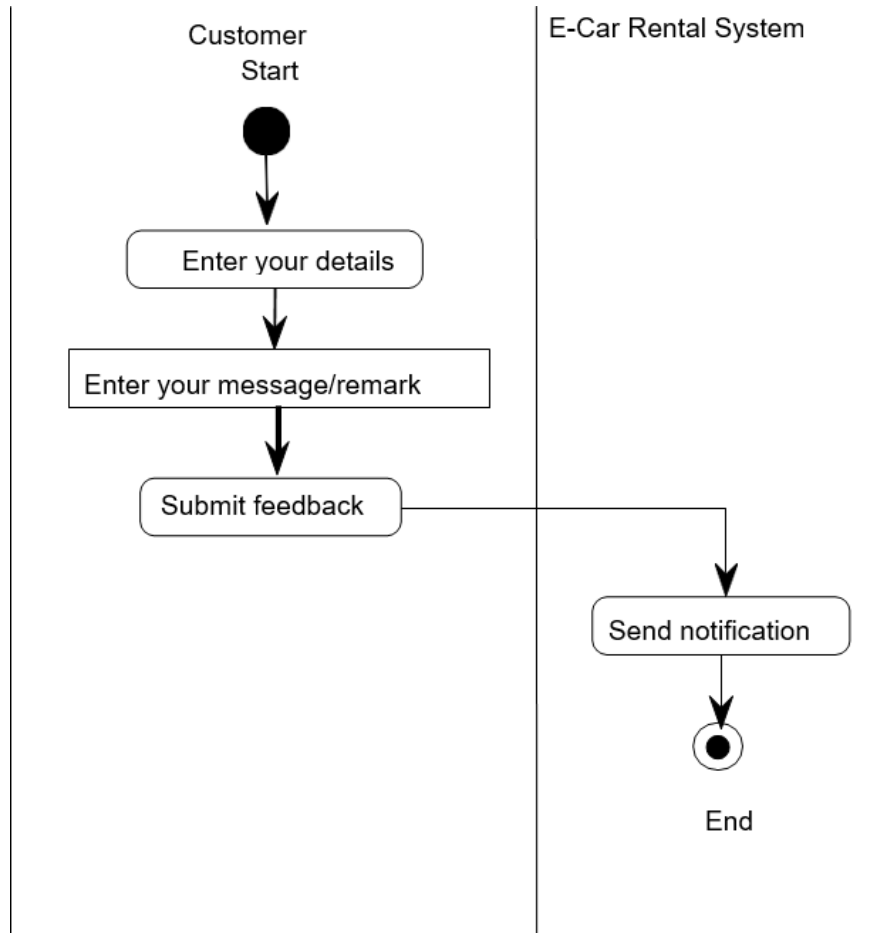 Customer
Start
E-Car Rental System
Enter your details
Enter your message/remark
Submit feedback
Send notification
End